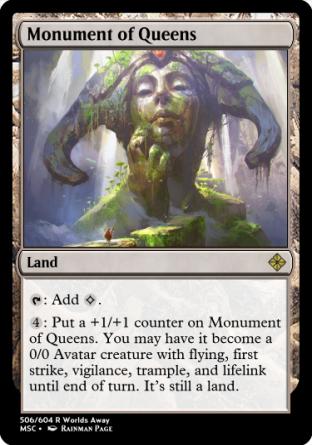 Monument of Queens
Land
: Add .
4: Put a +1/+1 counter on Monument
of Queens. You may have it become a
0/0 Avatar creature with flying, first
strike, vigilance, trample, and lifelink
until end of turn. It's still a land.
506/604 R Worlds Away
MSC • Rainman Page